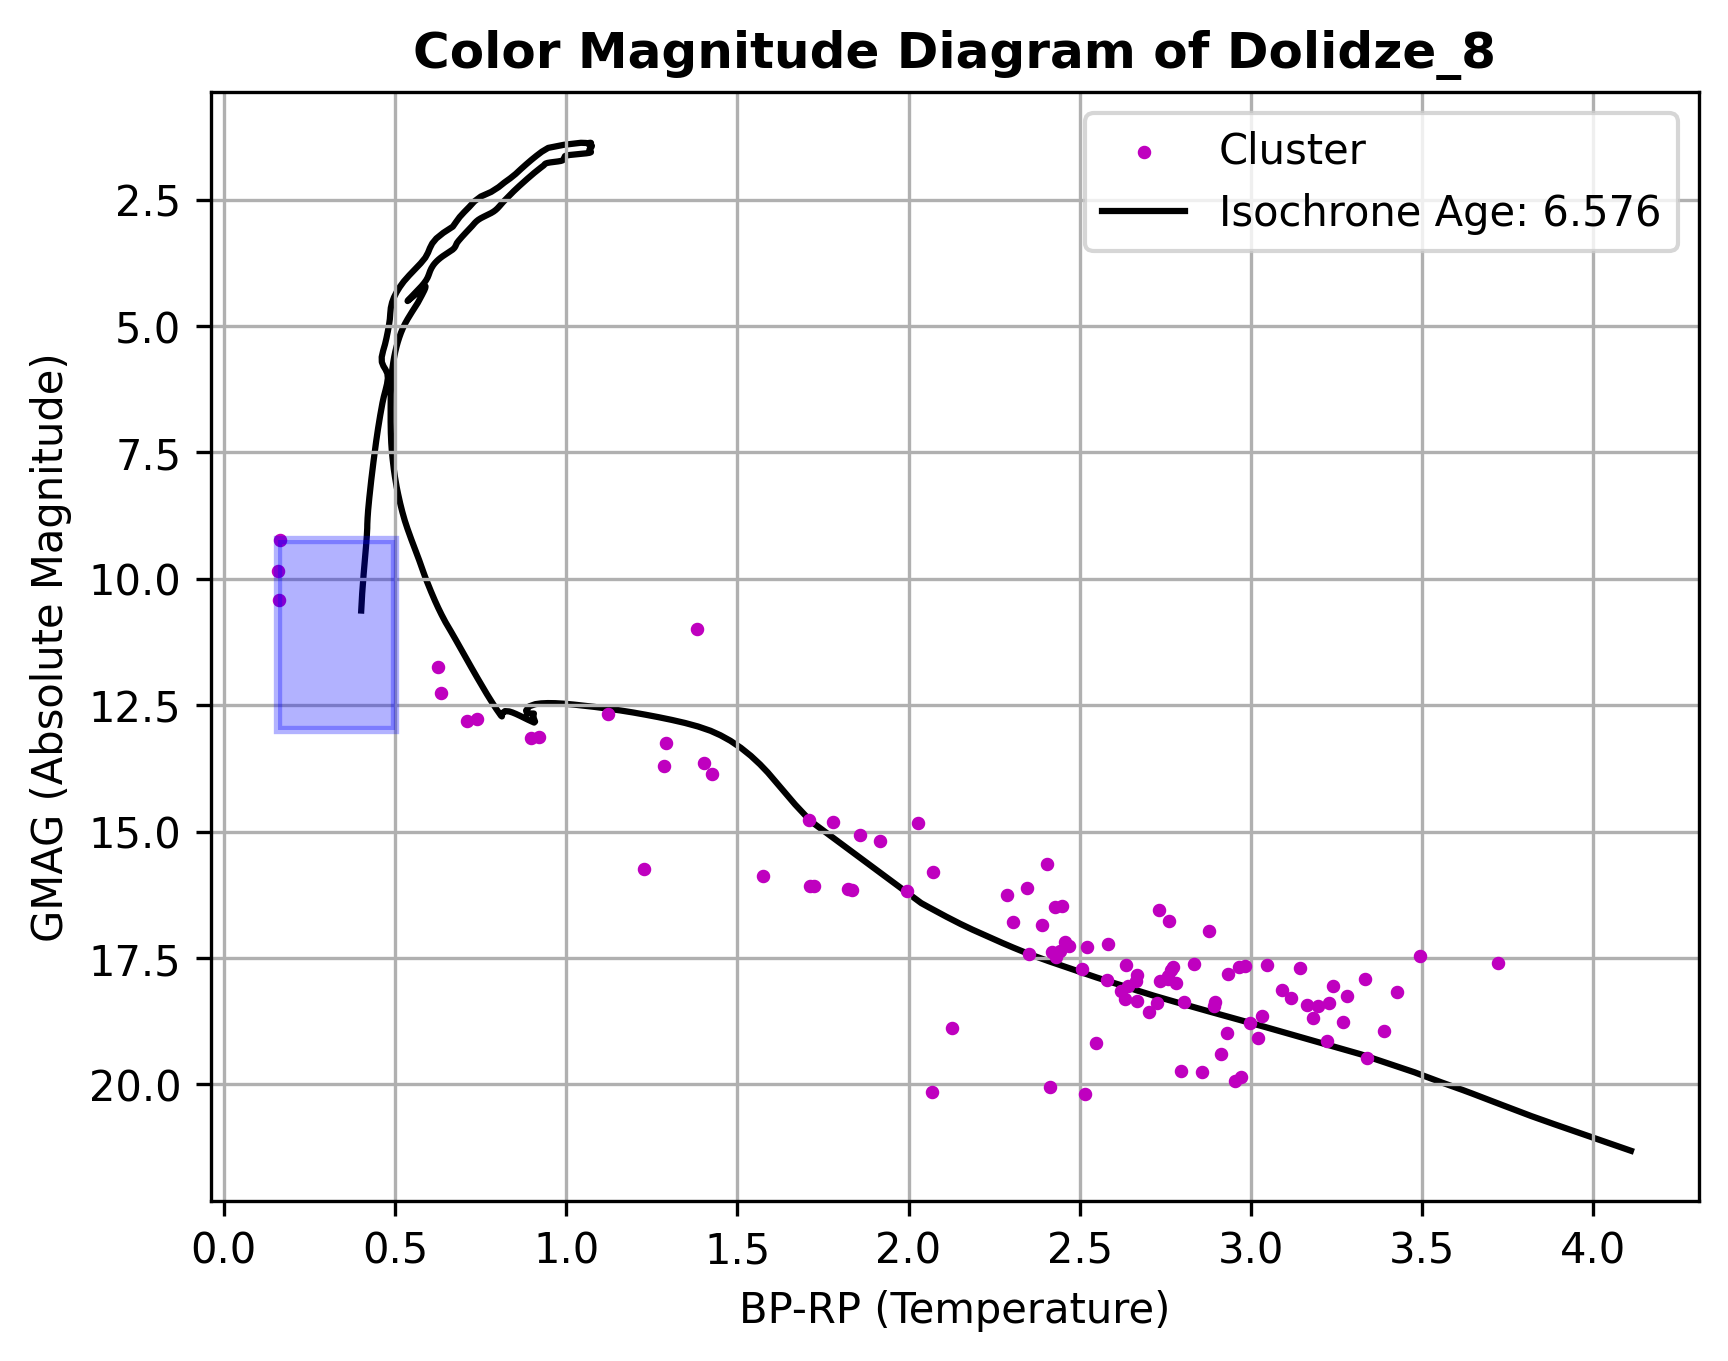 Color Magnitude Diagram of Dolidze_8
Cluster
Isochrone Age: 6.576
GMAG (Absolute Magnitude)
2.5
5.0
7.5
10.0
12.5
15.0
17.5
20.0
0.0 0.5 1.0 1.5 2.0 2.5 3.0 3.5 4.0
BP-RP (Temperature)